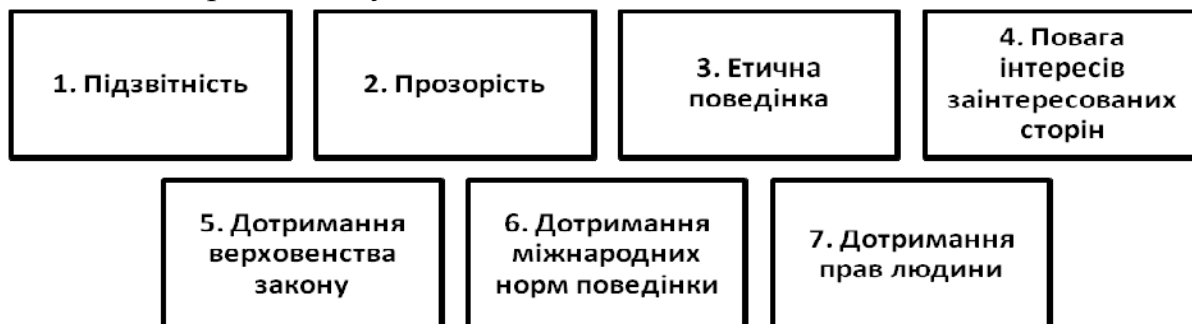 1. Підзвітність
2. Прозорість
3. Етична
поведінка
4. Повага
інтересів
заінтересованих
сторін
5. Дотримання
верховенства
закону
6. Дотримання
міжнародних
норм поведінки
7. Дотримання
прав людини